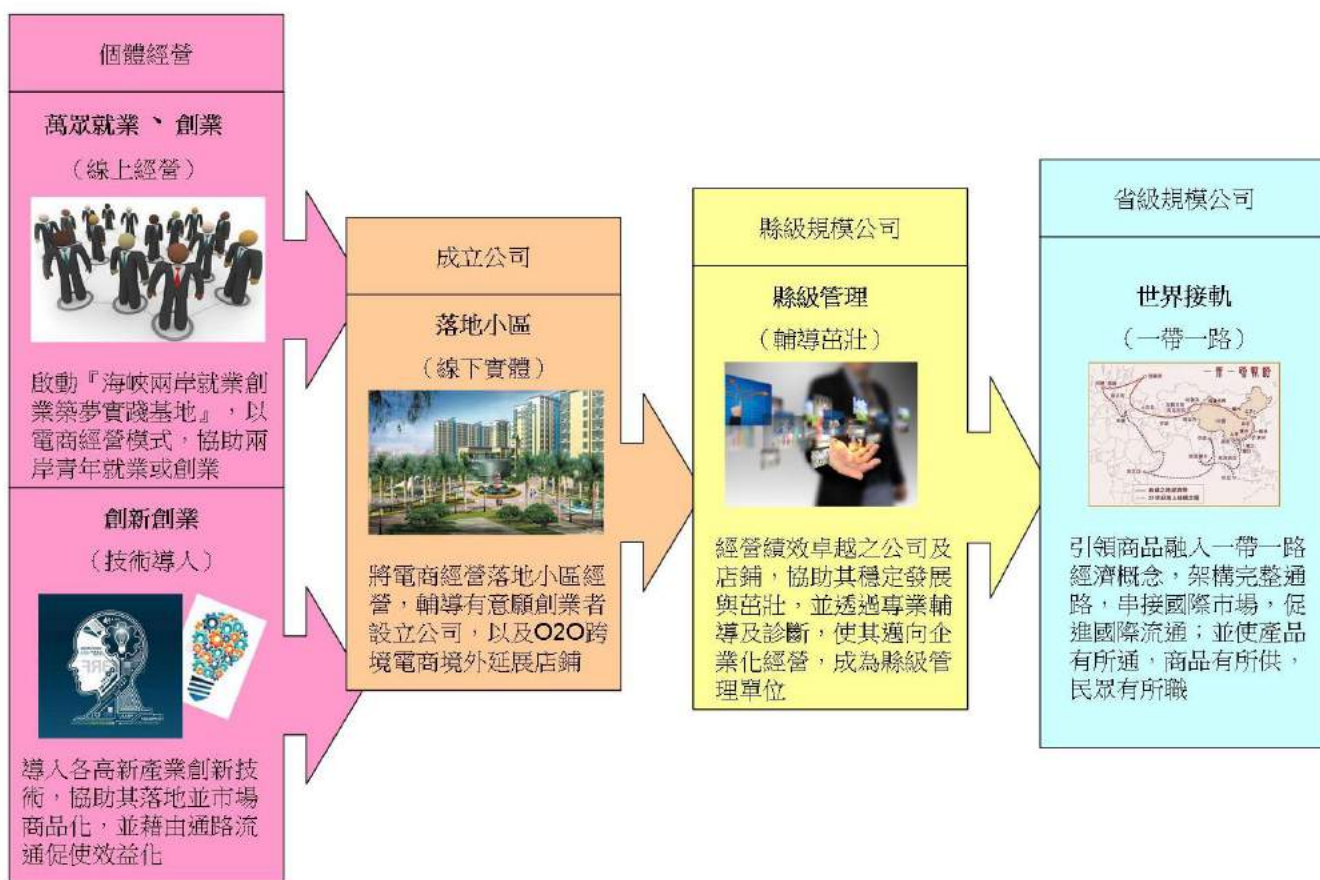 個體經營
萬眾就業、創業
（線上經營）
啟動『海峽兩岸就業創
業築夢實踐基地』，以
電商經營模式，協助兩
岸青年就業或創業
創新創業
（技術導入）
導入各高新產業創新技
術，協助其落地並市場
商品化，並藉由通路流
通促使效益化
成立公司
落地小區
（線下實體）
將電商經營落地小區經
營，輔導有意願創業者
設立公司，以及O2O跨
境電商境外延展店鋪
縣級規模公司
縣級管理
（輔導茁壯）
經營績效卓越之公司及
店鋪，協助其穩定發展
與茁壯，並透過專業輔
導及診斷，使其邁向企
業化經營，成為縣級管
理單位
省級規模公司
世界接軌
（一帶一路）
引領商品融入一帶一路
經濟概念，架構完整通
路，串接國際市場，促
進國際流通；並使產品
有所通，商品有所供，
民眾有所職